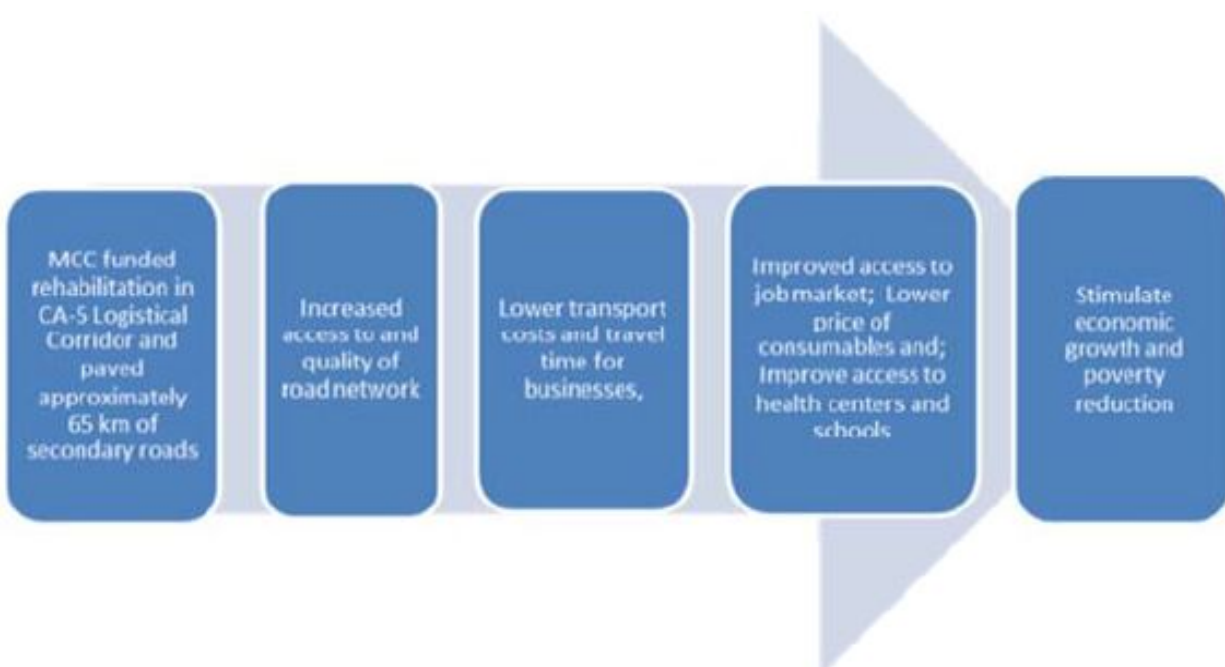 MCC funded
rehabilitation in
CA-5 Logistical
Corridor and
paved
approximately
65 km of
secondary roads
Increased
access to and
quality of
road network
Lower transport
costs and travel
time for
businesses,
Improved access to
job market; Lower
price of
consumables and;
Improve access to
health centers and
schools
Stimulate
economic
growth and
poverty
reduction